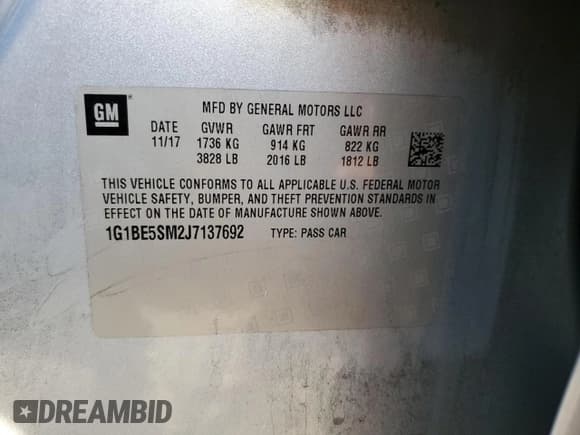 GM
MFD BY GENERAL MOTORS LLC
DATE GVWR GAWR FRT GAWR RR
11/17 1736 KG 914 KG 822 KG
3828 LB 2016 LB 1812 LB
THIS VEHICLE CONFORMS TO ALL APPLICABLE U.S. FEDERAL MOTOR
VEHICLE SAFETY, BUMPER, AND THEFT PREVENTION STANDARDS IN
EFFECT ON THE DATE OF MANUFACTURE SHOWN ABOVE.
1G1BE5SM2J7137692 TYPE: PASS CAR
DREAMBID